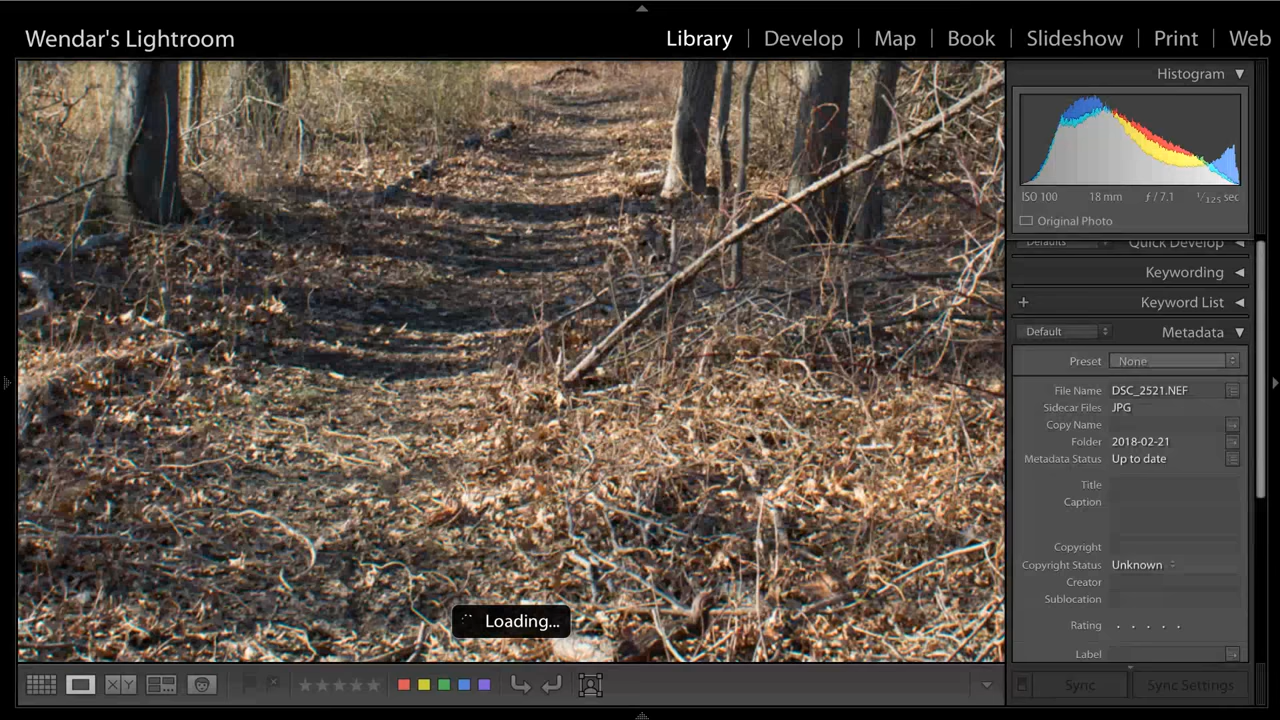 Wendar's Lightroom
Library | Develop | Map | Book | Slideshow | Print | Web
Histogram
ISO 100 18 mm ƒ / 7.1 1/125 sec
Original Photo
Defaults Quick Develop
Keywording
+ Keyword List
Default Metadata
Preset None
File Name DSC_2521.NEF
Sidecar Files JPG
Copy Name
Folder 2018-02-21
Metadata Status Up to date
Title
Caption
Copyright
Copyright Status Unknown
Creator
Sublocation
Rating
Label
Loading...
X Y
Sync Sync Settings